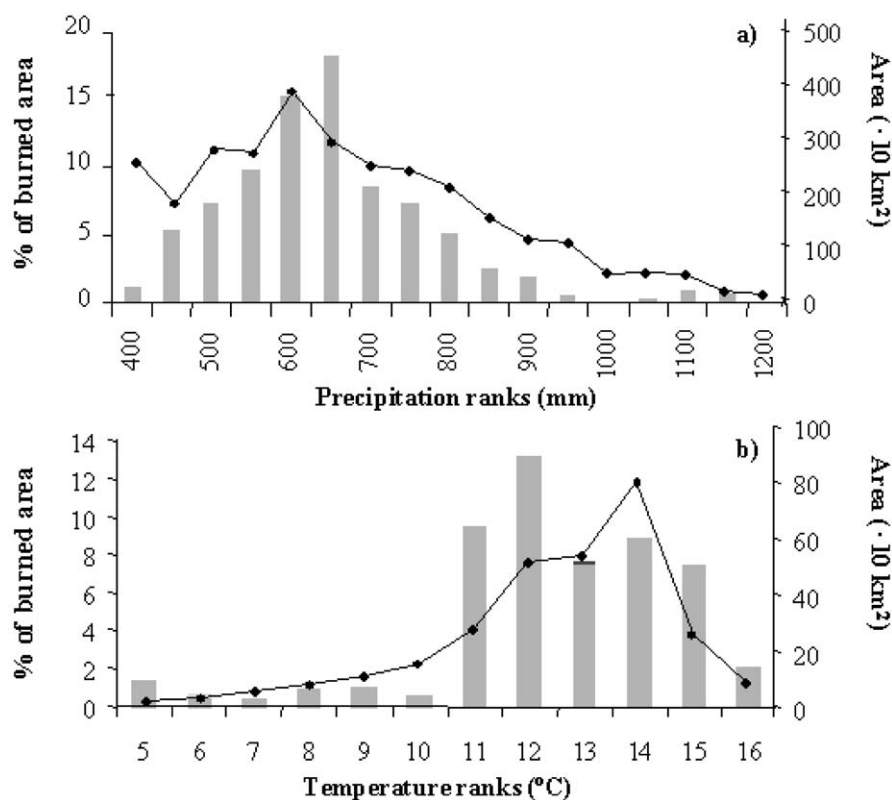 a)
% of burned area
20
15
10
5
0
Area ( · 10 km²)
500
400
300
200
100
0
400 500 600 700 800 900 1000 1100 1200
Precipitation ranks (mm)
b)
% of burned area
14
12
10
8
6
4
2
0
Area ( · 10 km²)
100
80
60
40
20
0
5 6 7 8 9 10 11 12 13 14 15 16
Temperature ranks (ºC)